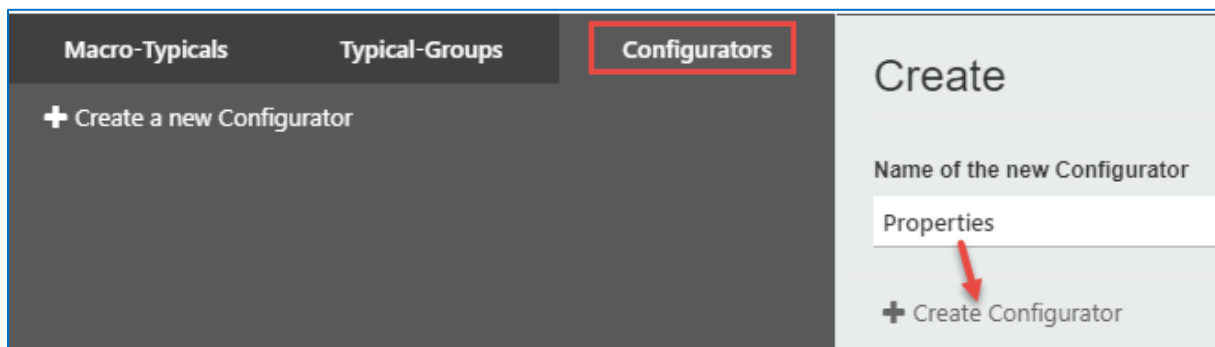 Macro-Typicals Typical-Groups Configurators
Create a new Configurator
Create
Name of the new Configurator
Properties
Create Configurator